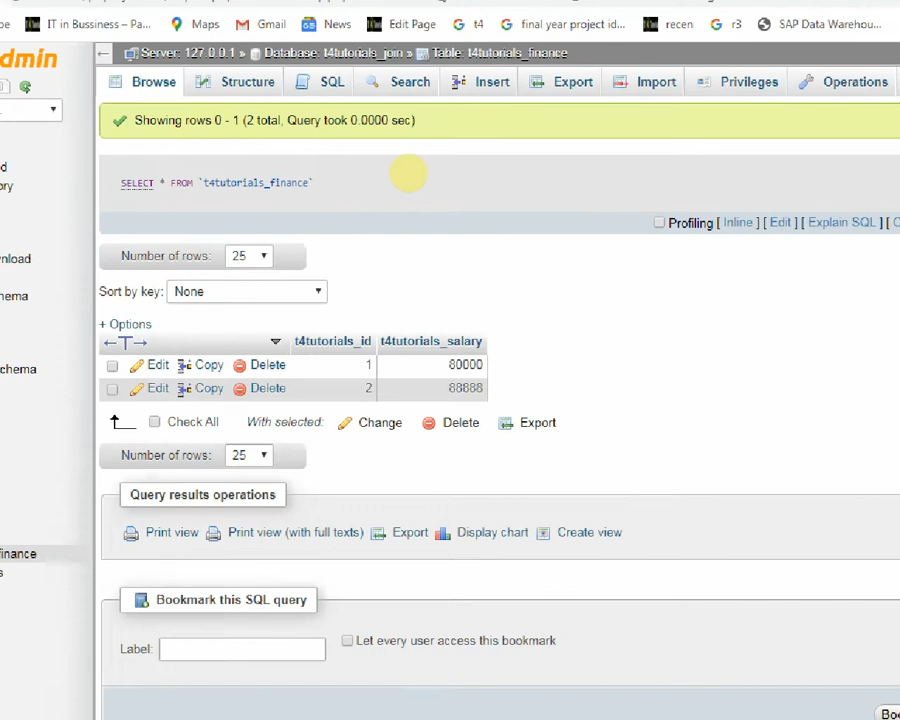 pe IT in Bussiness – Pa... Maps Gmail News Edit Page t4 final year project id... recen r3 SAP Data Warehou...
dmin
Server: 127.0.0.1 » Database: t4tutorials_join » Table: t4tutorials_finance
Browse Structure SQL Search Insert Export Import Privileges Operations
Showing rows 0 - 1 (2 total, Query took 0.0000 sec)
SELECT * FROM `t4tutorials_finance`
Profiling [ Inline ] [ Edit ] [ Explain SQL ] [ C
Number of rows: 25
Sort by key: None
+ Options
←T→ t4tutorials_id t4tutorials_salary
Edit Copy Delete 1 80000
Edit Copy Delete 2 88888
Check All With selected: Change Delete Export
Number of rows: 25
Query results operations
Print view Print view (with full texts) Export Display chart Create view
Bookmark this SQL query
Label: Let every user access this bookmark
Boo
d
ory
nload
hema
schema
finance
s